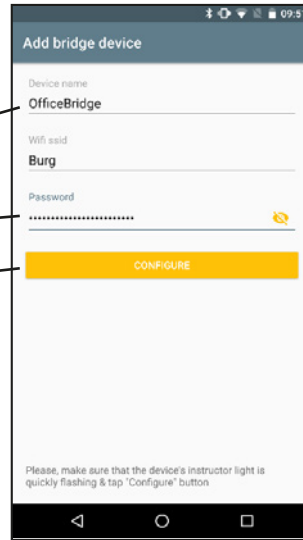 09:5
Add bridge device
Device name
OfficeBridge
Wifi ssid
Burg
Password
························
CONFIGURE
Please, make sure that the device's instructor light is
quickly flashing & tap "Configure" button